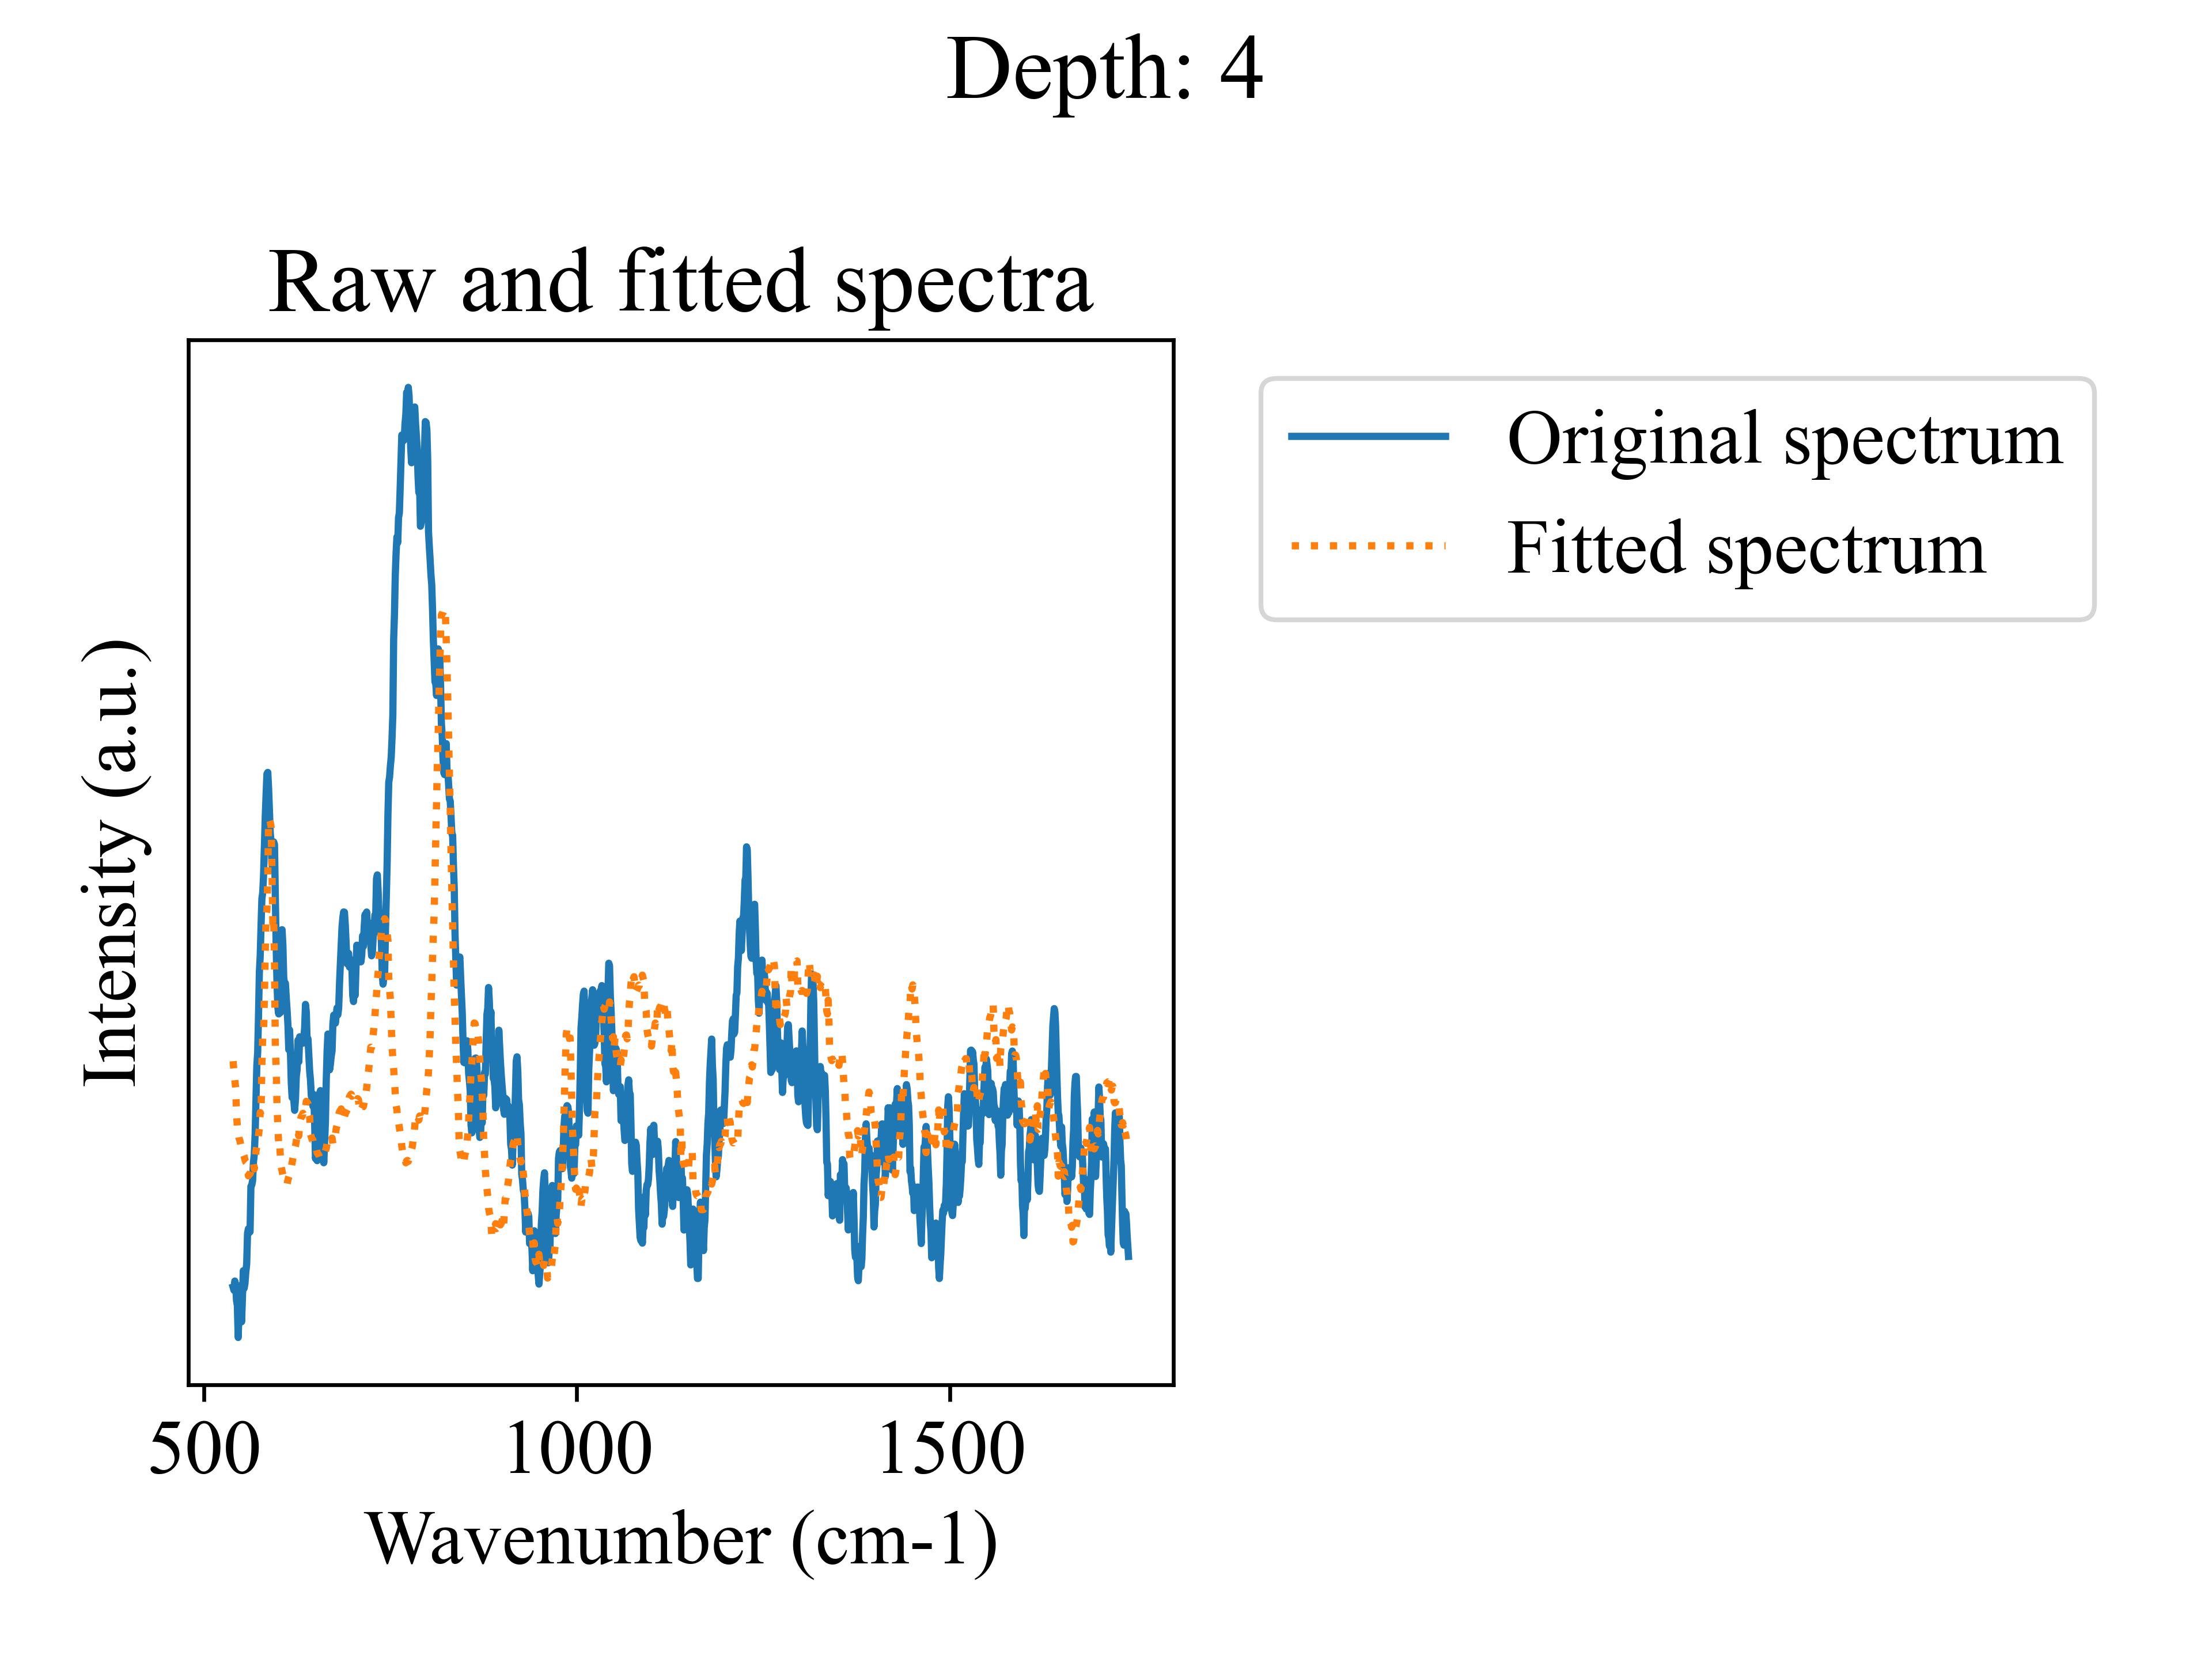 Depth: 4
Raw and fitted spectra
Original spectrum
Fitted spectrum
Intensity (a.u.)
500 1000 1500
Wavenumber (cm-1)